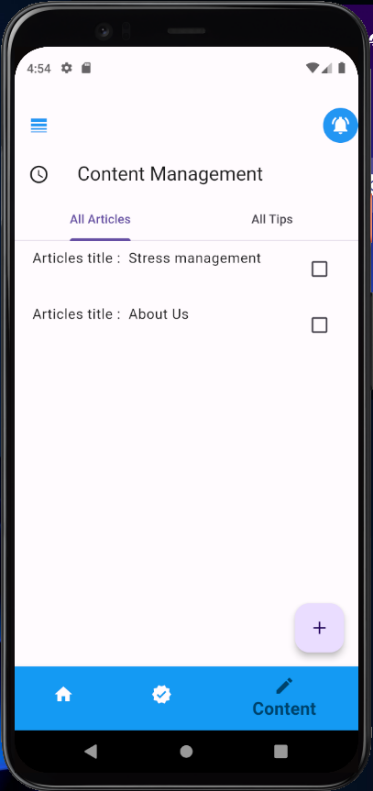 4:54
Content Management
All Articles
All Tips
Articles title : Stress management
Articles title : About Us
+
Content